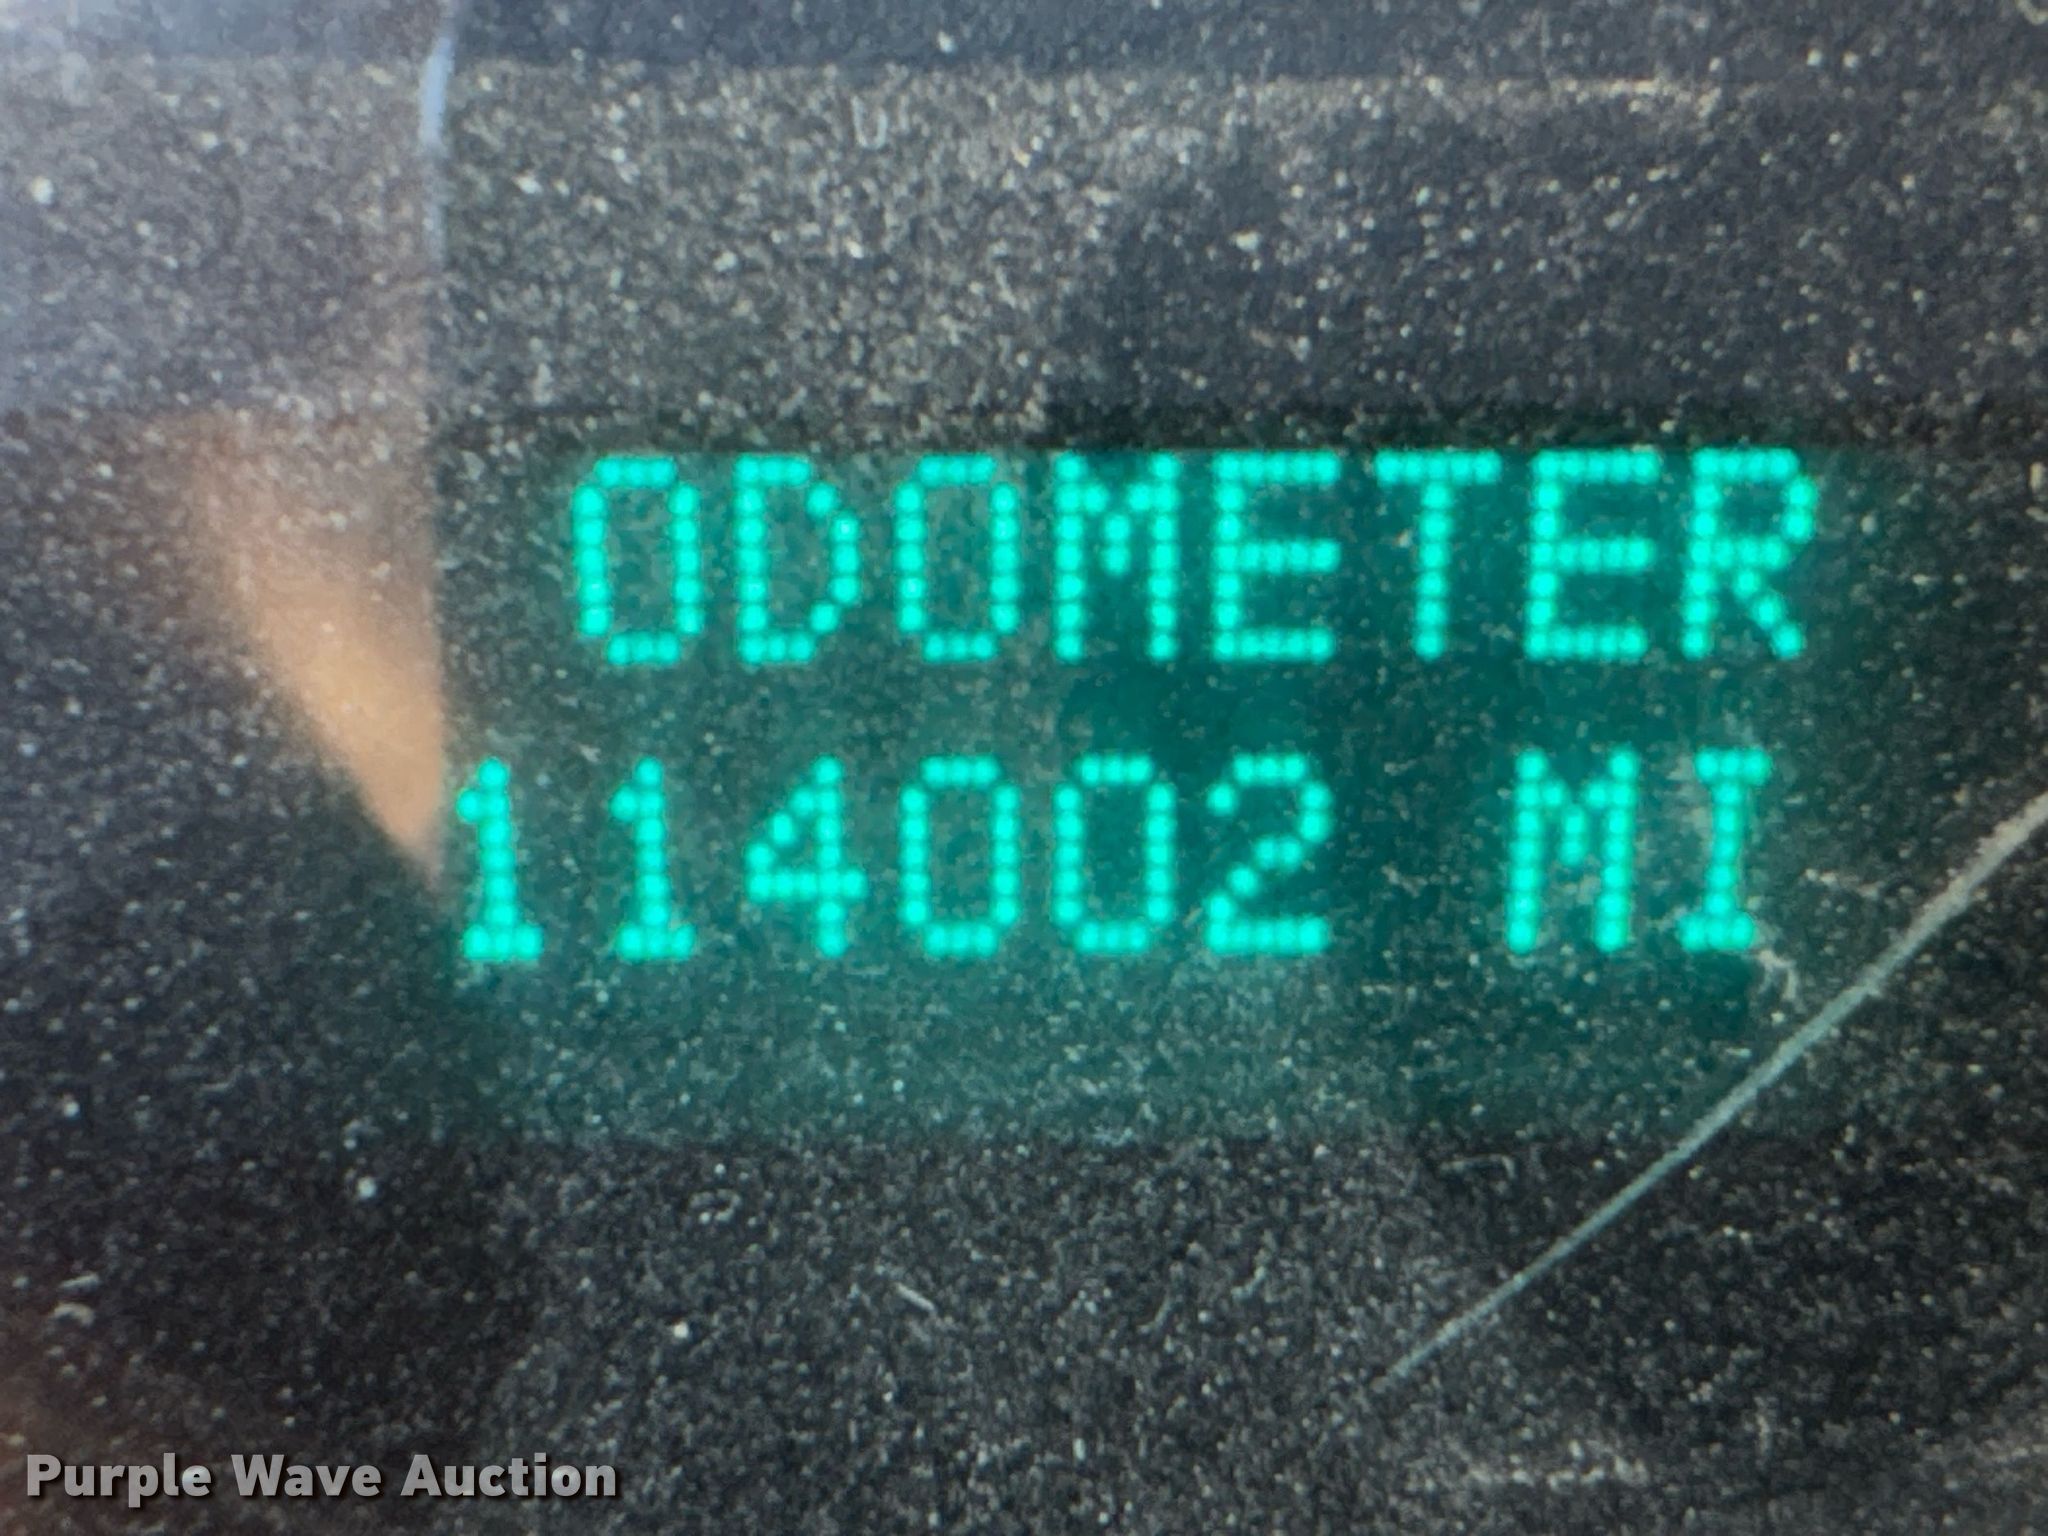 ODOMETER
114002 MI
Purple Wave Auction